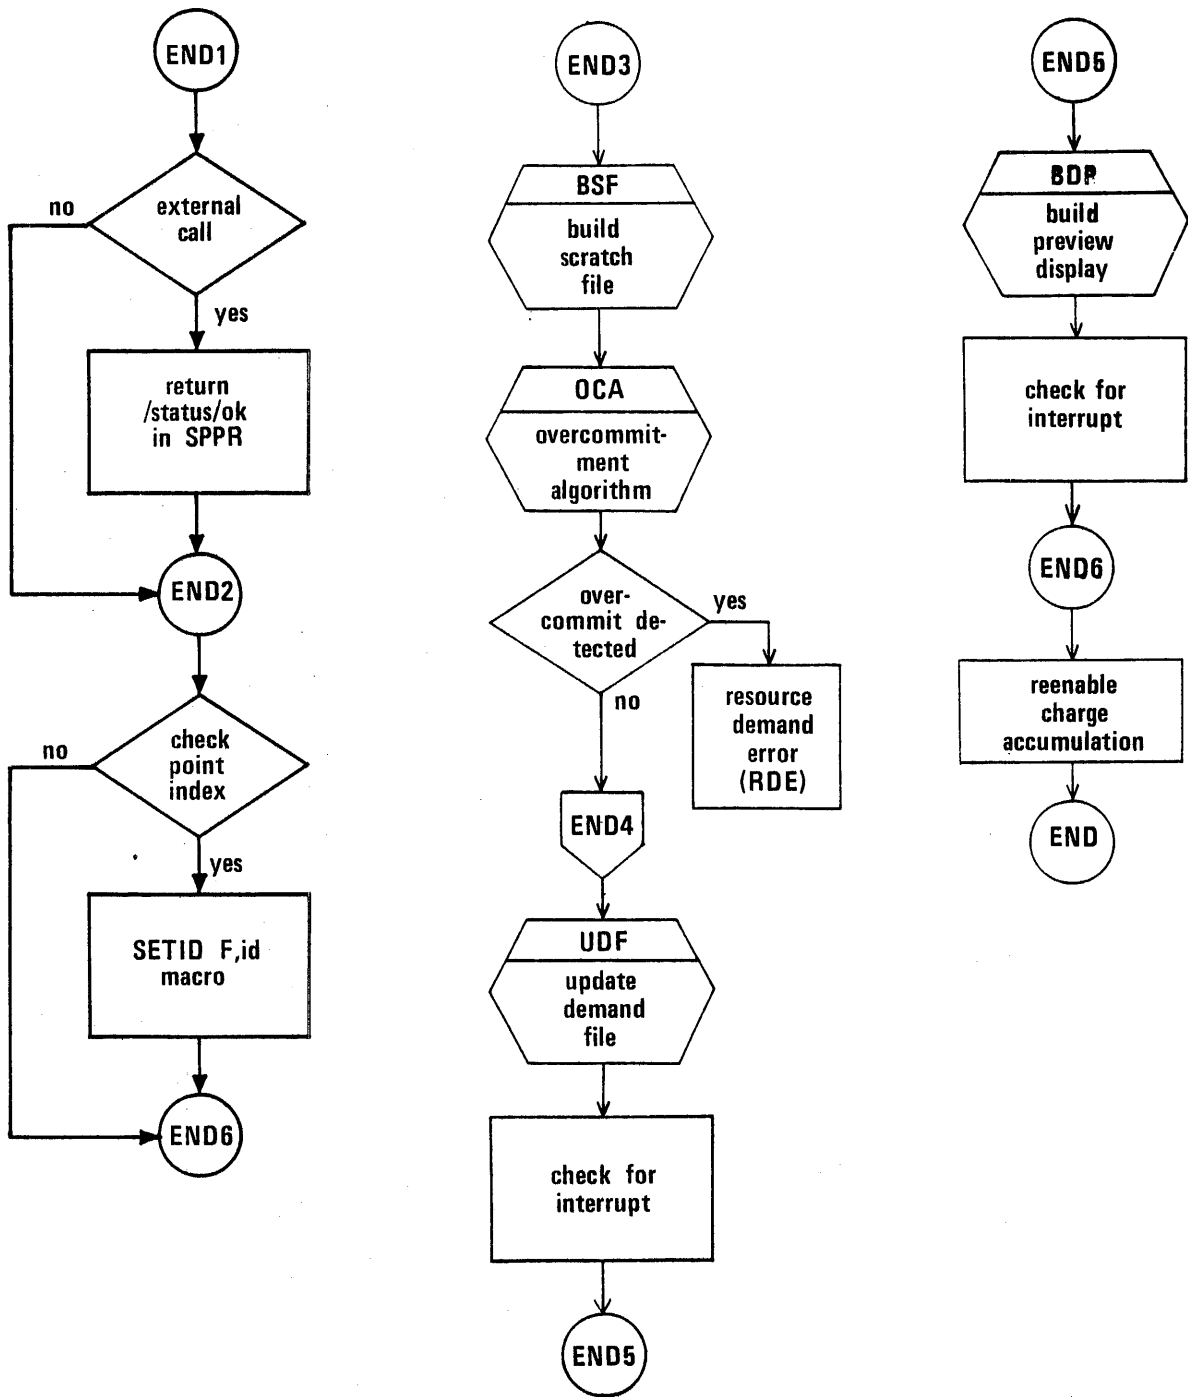 END1
external
call
no
yes
return
/status/ok
in SPPR
END2
check
point
index
no
yes
SETID F,id
macro
END6
END3
BSF
build
scratch
file
OCA
overcommit-
ment
algorithm
over-
commit de-
tected
yes
no
resource
demand
error
(RDE)
END4
UDF
update
demand
file
check for
interrupt
END5
END5
BDP
build
preview
display
check for
interrupt
END6
reenable
charge
accumulation
END